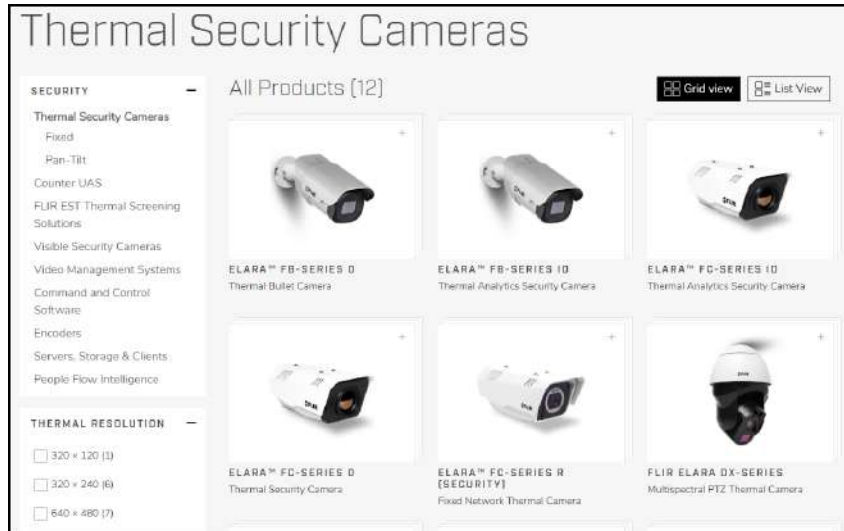 Thermal Security Cameras
SECURITY
Thermal Security Cameras
Fixed
Pan-Tilt
Counter UAS
FLIR EST Thermal Screening
Solutions
Visible Security Cameras
Video Management Systems
Command and Control
Software
Encoders
Servers, Storage & Clients
People Flow Intelligence
THERMAL RESOLUTION
320 × 120 (1)
320 × 240 (6)
640 × 480 (7)
All Products (12)
Grid view
List View
ELARA™ FB-SERIES O
Thermal Bullet Camera
ELARA™ FB-SERIES ID
Thermal Analytics Security Camera
ELARA™ FC-SERIES ID
Thermal Analytics Security Camera
ELARA™ FC-SERIES O
Thermal Security Camera
ELARA™ FC-SERIES R
(SECURITY)
Fixed Network Thermal Camera
FLIR ELARA DX-SERIES
Multispectral PTZ Thermal Camera